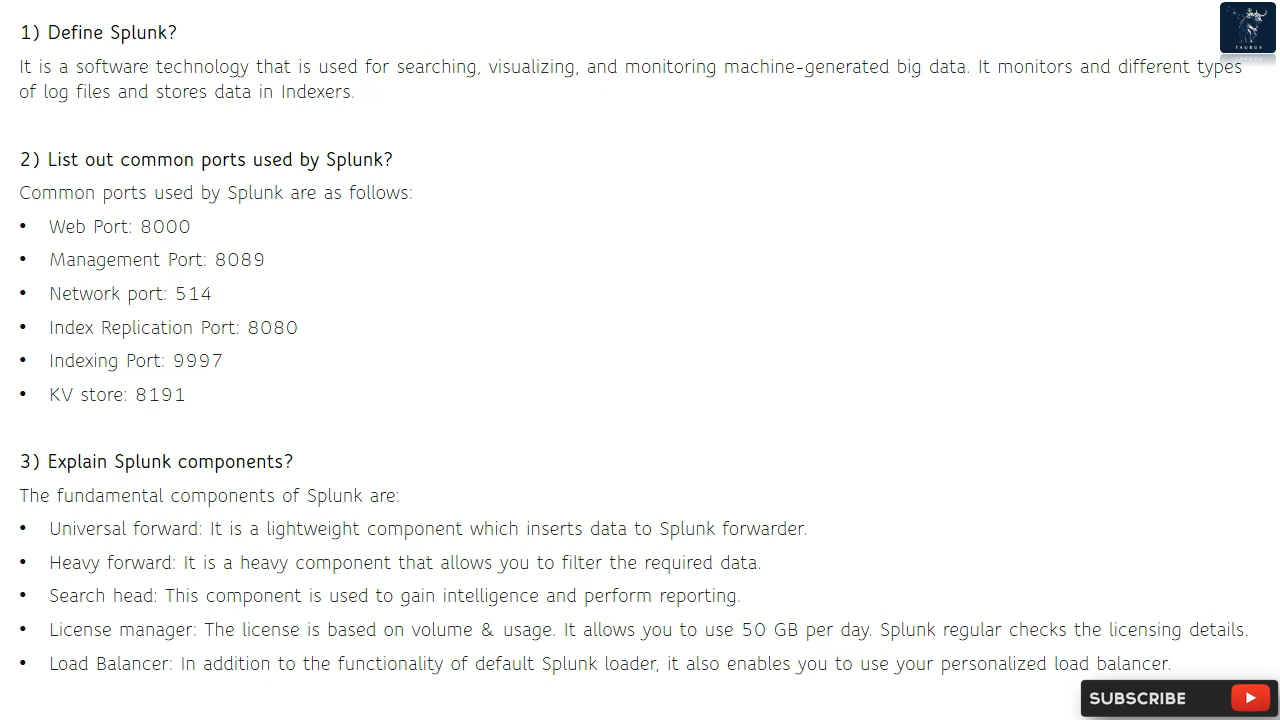 1) Define Splunk?
TAURUS
It is a software technology that is used for searching, visualizing, and monitoring machine-generated big data. It monitors and different types
of log files and stores data in Indexers.
2) List out common ports used by Splunk?
Common ports used by Splunk are as follows:
• Web Port: 8000
• Management Port: 8089
• Network port: 514
• Index Replication Port: 8080
• Indexing Port: 9997
• KV store: 8191
3) Explain Splunk components?
The fundamental components of Splunk are:
• Universal forward: It is a lightweight component which inserts data to Splunk forwarder.
• Heavy forward: It is a heavy component that allows you to filter the required data.
• Search head: This component is used to gain intelligence and perform reporting.
• License manager: The license is based on volume & usage. It allows you to use 50 GB per day. Splunk regular checks the licensing details.
• Load Balancer: In addition to the functionality of default Splunk loader, it also enables you to use your personalized load balancer.
SUBSCRIBE